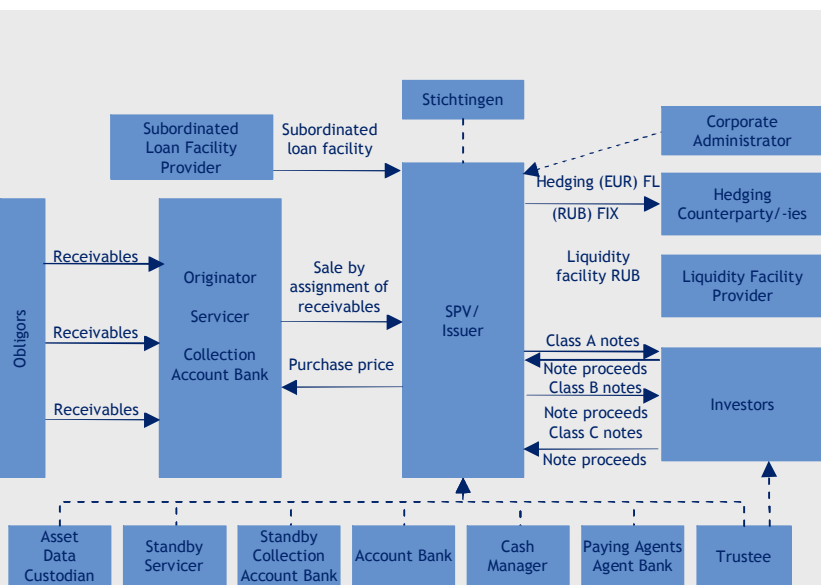 Stichtingen
Subordinated
Loan Facility
Provider
Subordinated
loan facility
Corporate
Administrator
Hedging (EUR) FL
(RUB) FIX
Hedging
Counterparty/-ies
Liquidity
facility RUB
Liquidity Facility
Provider
Obligors
Receivables
Receivables
Receivables
Originator
Servicer
Collection
Account Bank
Sale by
assignment of
receivables
Purchase price
SPV/
Issuer
Class A notes
Note proceeds
Class B notes
Note proceeds
Class C notes
Note proceeds
Investors
Asset
Data
Custodian
Standby
Servicer
Standby
Collection
Account Bank
Account Bank
Cash
Manager
Paying Agents
Agent Bank
Trustee